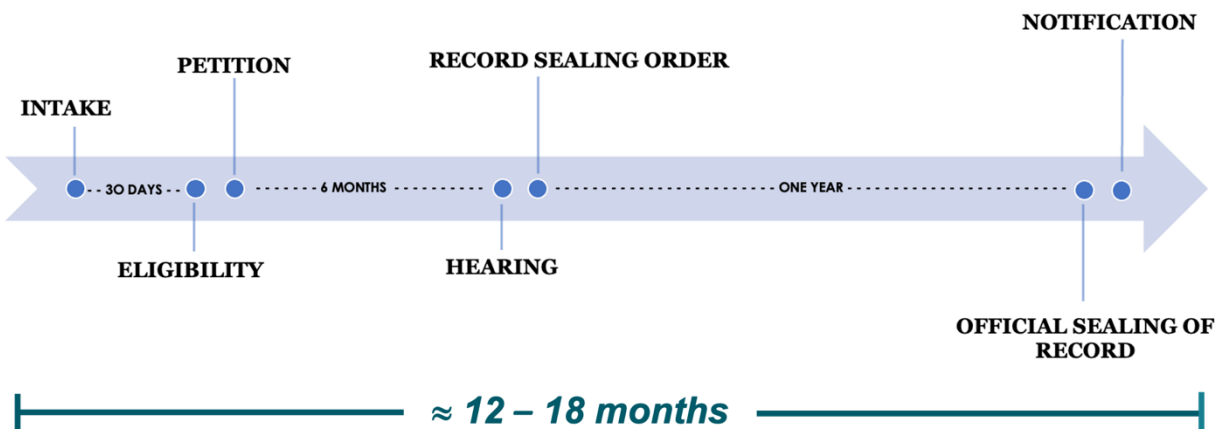 NOTIFICATION
PETITION
RECORD SEALING ORDER
INTAKE
30 DAYS
6 MONTHS
ONE YEAR
ELIGIBILITY
HEARING
OFFICIAL SEALING OF
RECORD
≈ 12 – 18 months